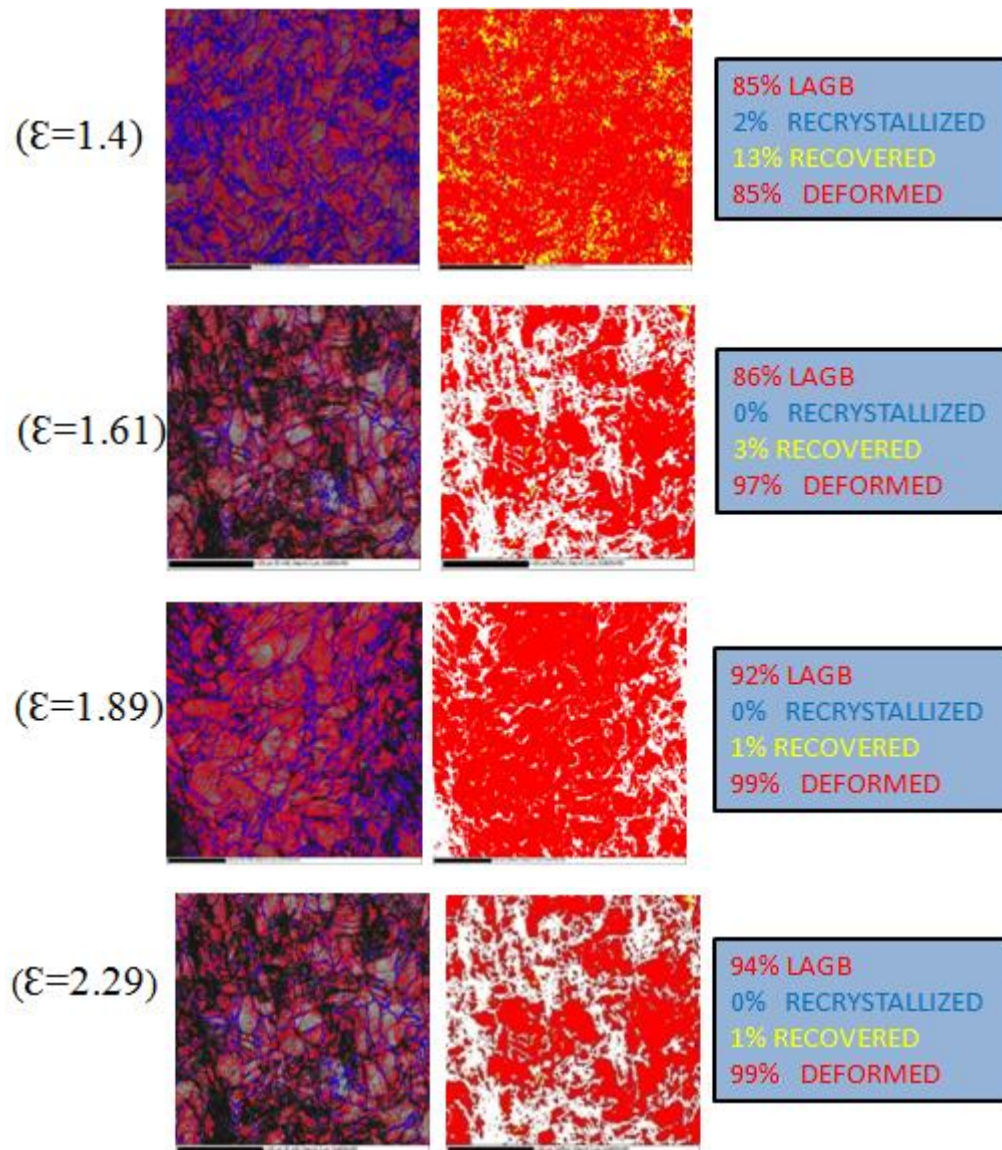 (Ɛ=1.4)
85% LAGB
2% RECRYSTALLIZED
13% RECOVERED
85% DEFORMED
(Ɛ=1.61)
86% LAGB
0% RECRYSTALLIZED
3% RECOVERED
97% DEFORMED
(Ɛ=1.89)
92% LAGB
0% RECRYSTALLIZED
1% RECOVERED
99% DEFORMED
(Ɛ=2.29)
94% LAGB
0% RECRYSTALLIZED
1% RECOVERED
99% DEFORMED